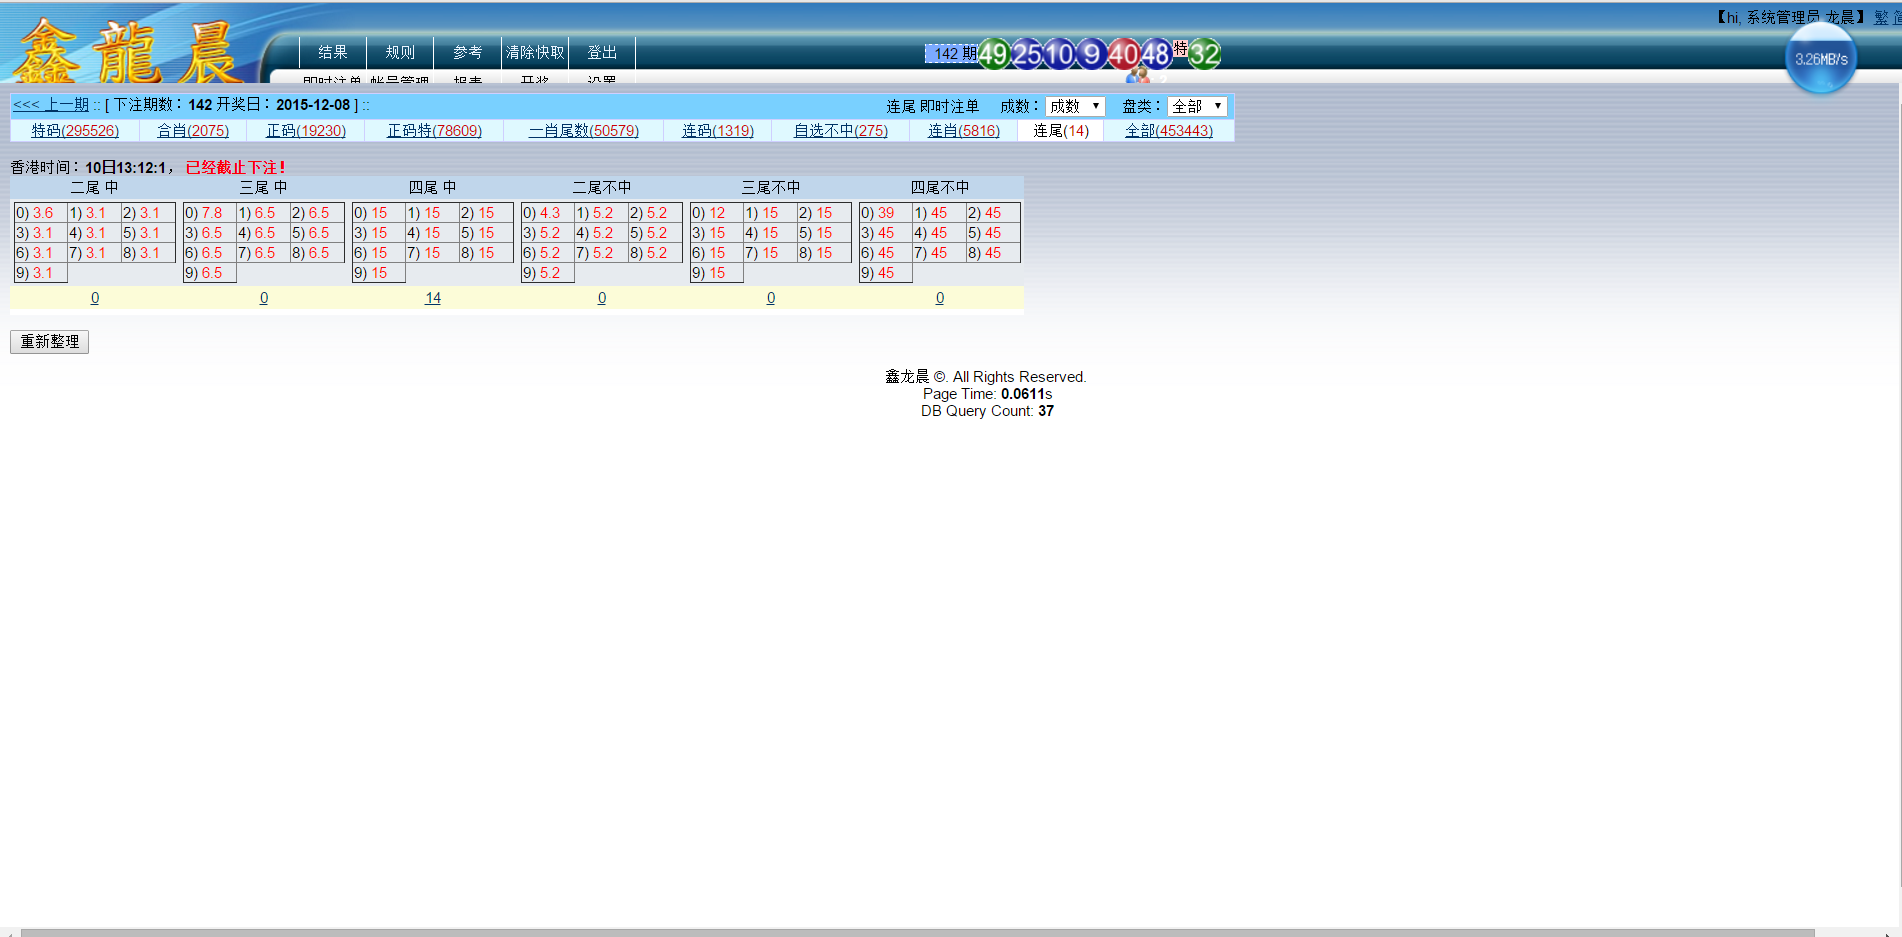 【hi, 系统管理员 龙晨】 繁 简
鑫龍晨
结果 规则 参考 清除快取 登出
142 期 49 25 10 9 40 48 特 32
3.26MB/s
即时注单 帐号管理 报表 开奖 设置
<<< 上一期 :: [ 下注期数：142 开奖日：2015-12-08 ] :: 连尾 即时注单 成数： 成数 盘类： 全部
特码(295526) 合肖(2075) 正码(19230) 正码特(78609) 一肖尾数(50579) 连码(1319) 自选不中(275) 连肖(5816) 连尾(14) 全部(453443)
香港时间：10日13:12:1， 已经截止下注！
二尾 中 三尾 中 四尾 中 二尾不中 三尾不中 四尾不中
0) 3.6 1) 3.1 2) 3.1 0) 7.8 1) 6.5 2) 6.5 0) 15 1) 15 2) 15 0) 4.3 1) 5.2 2) 5.2 0) 12 1) 15 2) 15 0) 39 1) 45 2) 45
3) 3.1 4) 3.1 5) 3.1 3) 6.5 4) 6.5 5) 6.5 3) 15 4) 15 5) 15 3) 5.2 4) 5.2 5) 5.2 3) 15 4) 15 5) 15 3) 45 4) 45 5) 45
6) 3.1 7) 3.1 8) 3.1 6) 6.5 7) 6.5 8) 6.5 6) 15 7) 15 8) 15 6) 5.2 7) 5.2 8) 5.2 6) 15 7) 15 8) 15 6) 45 7) 45 8) 45
9) 3.1 9) 6.5 9) 15 9) 5.2 9) 15 9) 45
0 0 14 0 0 0
重新整理
鑫龙晨 ©. All Rights Reserved.
Page Time: 0.0611s
DB Query Count: 37